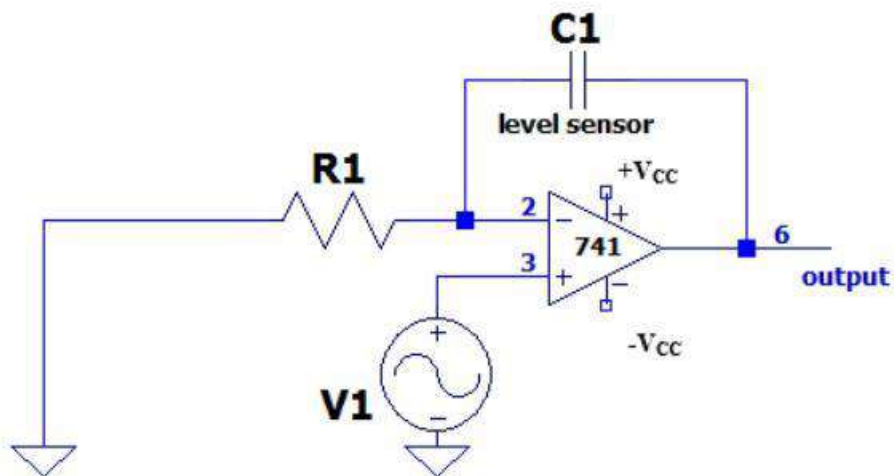 C1
level sensor
R1
+VCC
2
-
+
741
6
3
+
-
output
-VCC
+
V1
-